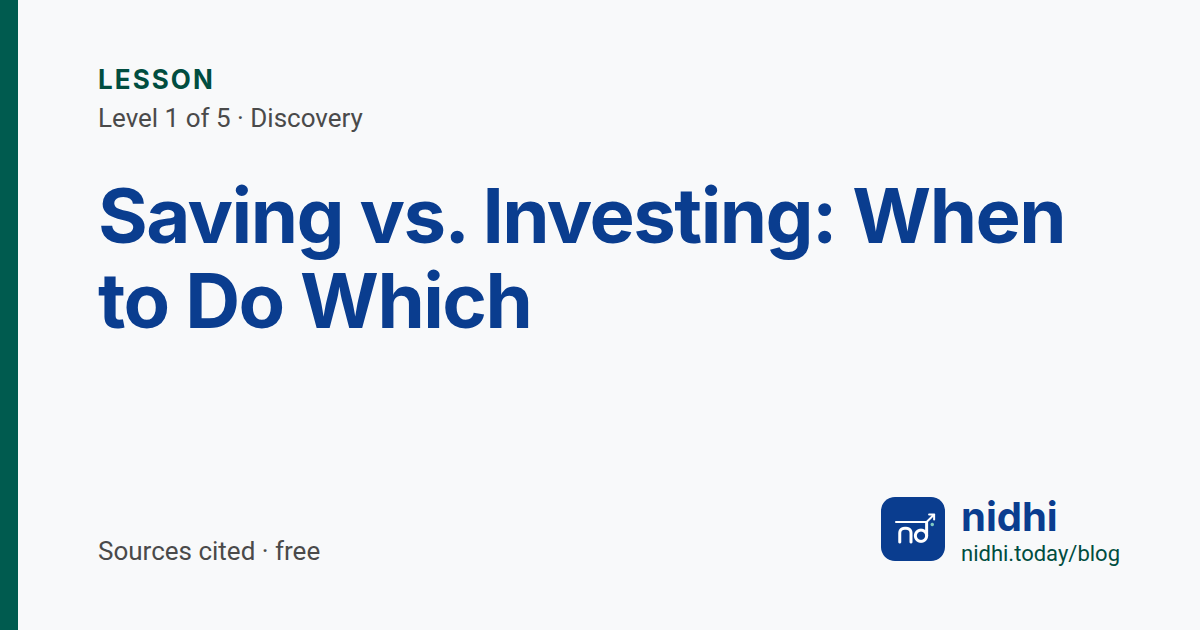 LESSON
Level 1 of 5 · Discovery
Saving vs. Investing: When
to Do Which
Sources cited · free
nd
nidhi
nidhi.today/blog